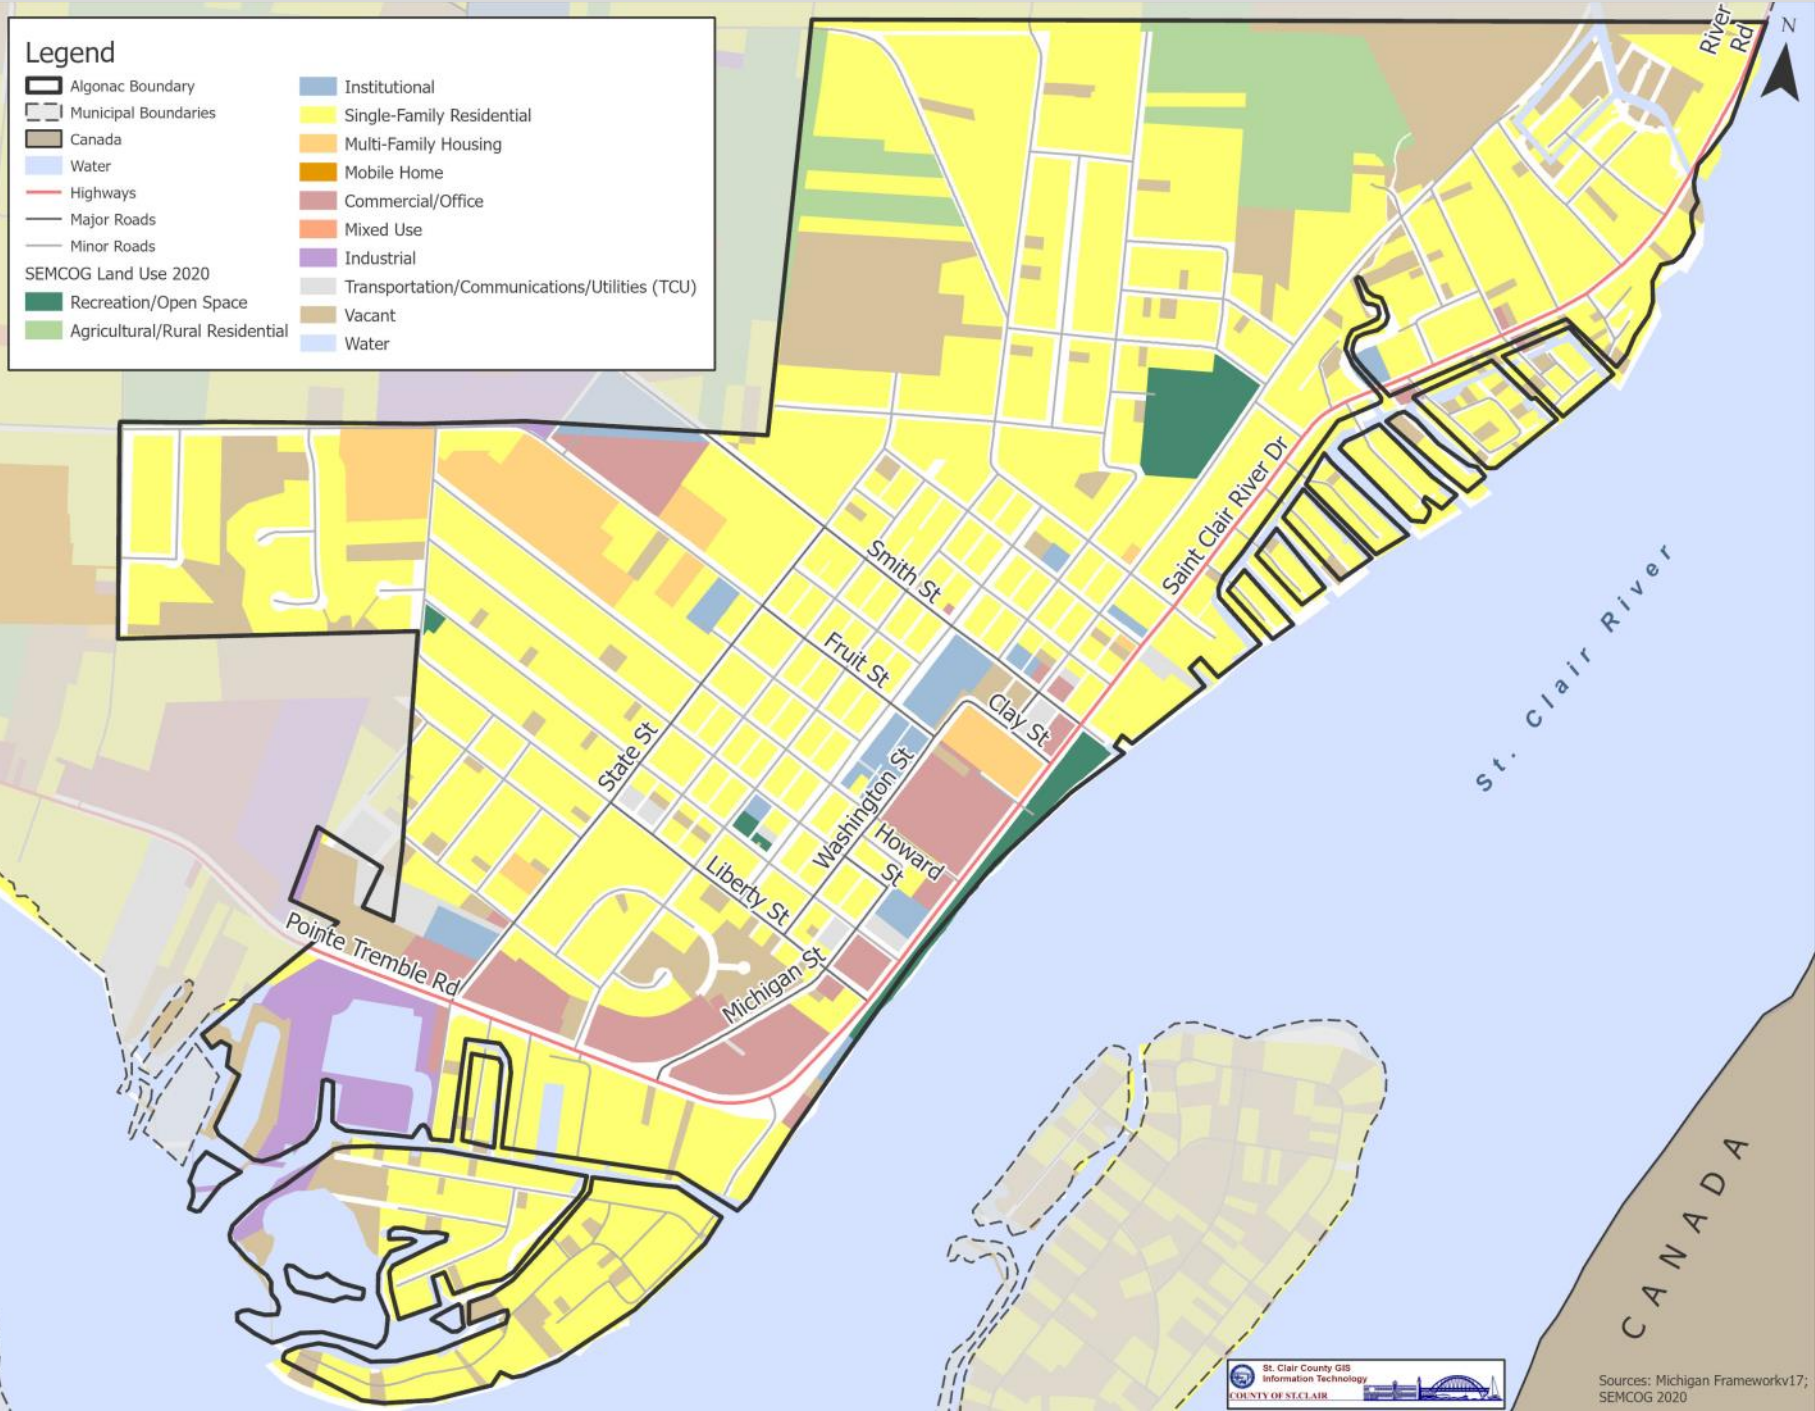 Legend
Algonac Boundary
Municipal Boundaries
Canada
Water
Highways
Major Roads
Minor Roads
SEMCOG Land Use 2020
Recreation/Open Space
Agricultural/Rural Residential
Institutional
Single-Family Residential
Multi-Family Housing
Mobile Home
Commercial/Office
Mixed Use
Industrial
Transportation/Communications/Utilities (TCU)
Vacant
Water
River
Rd
N
Saint Clair River Dr
Smith St
Fruit St
Clay St
State St
Washington St
Howard
St
Liberty St
Michigan St
Pointe Tremble Rd
St. Clair River
CANADA
St. Clair County GIS
Information Technology
COUNTY OF ST.CLAIR
Sources: Michigan Frameworkv17;
SEMCOG 2020